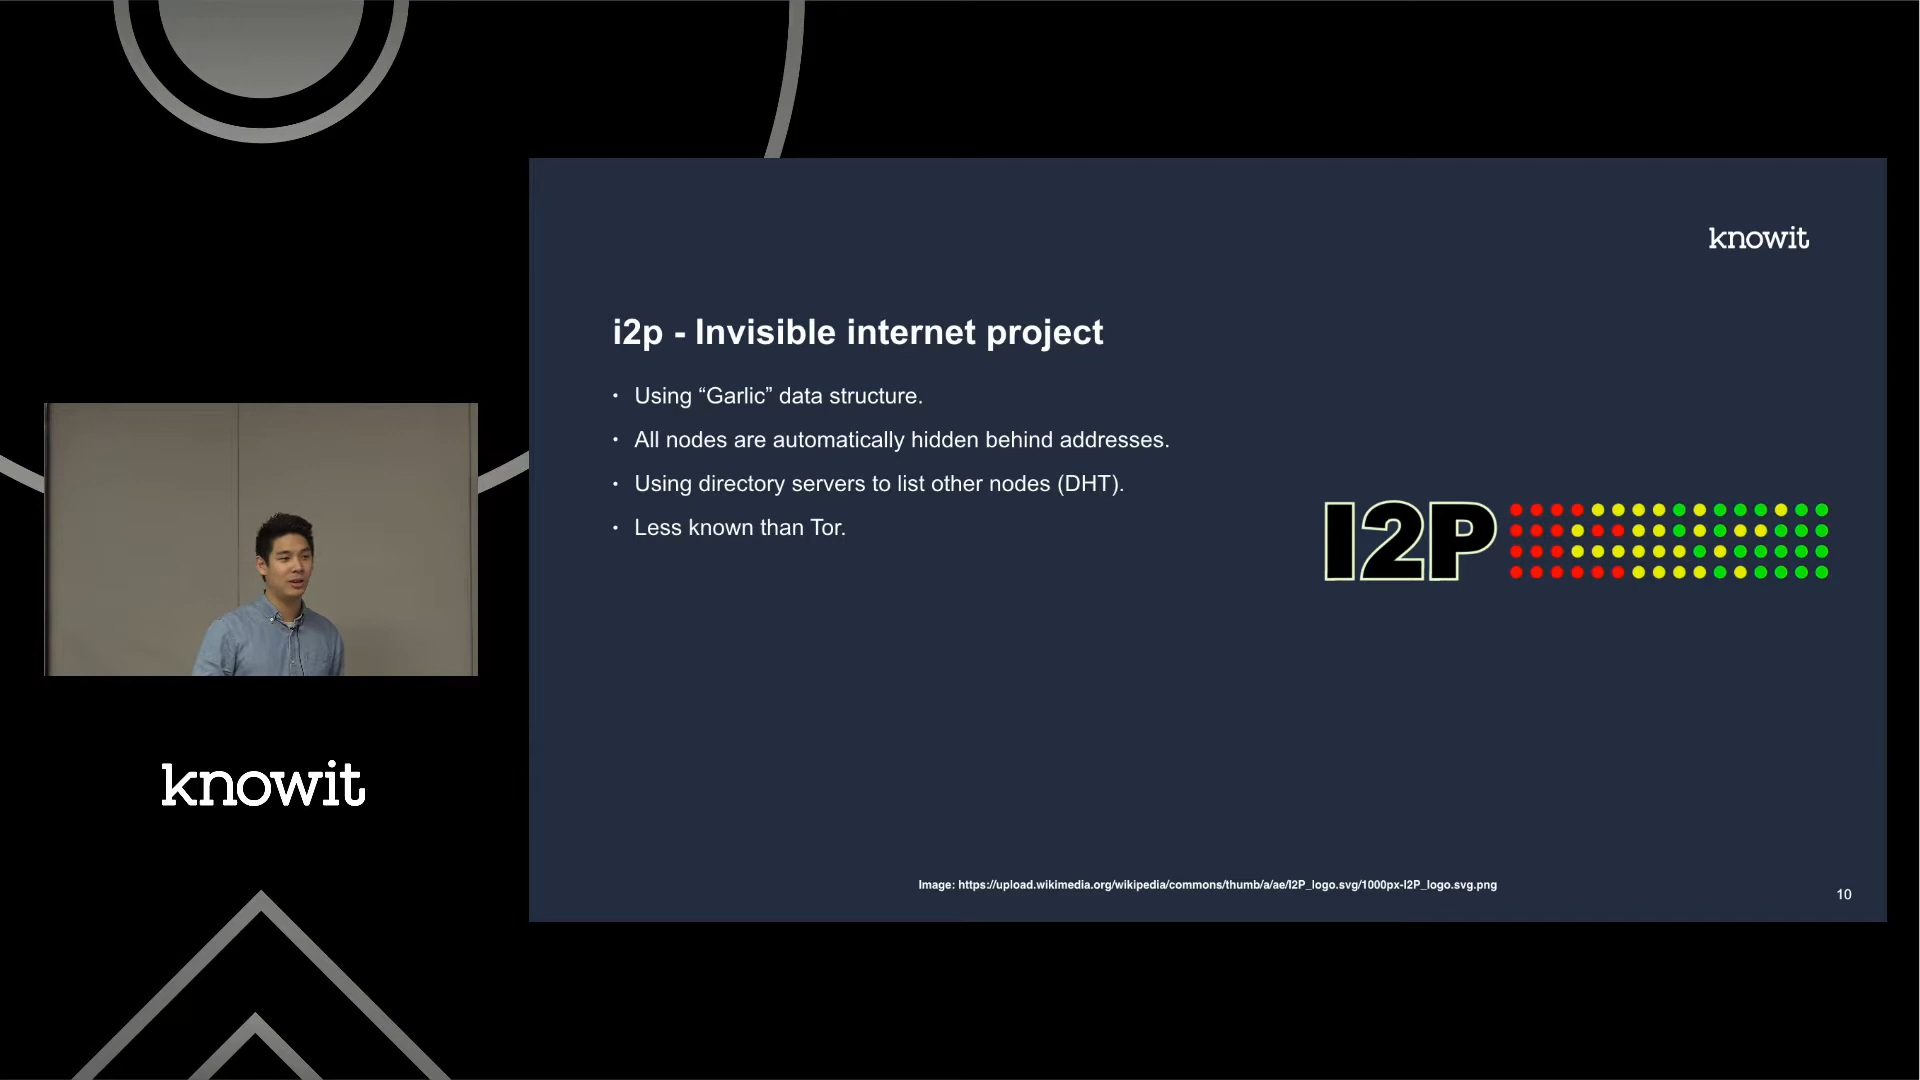 knowit
i2p - Invisible internet project
• Using “Garlic” data structure.
• All nodes are automatically hidden behind addresses.
• Using directory servers to list other nodes (DHT).
• Less known than Tor.
I2P
knowit
Image: https://upload.wikimedia.org/wikipedia/commons/thumb/a/ae/I2P_logo.svg/1000px-I2P_logo.svg.png
10